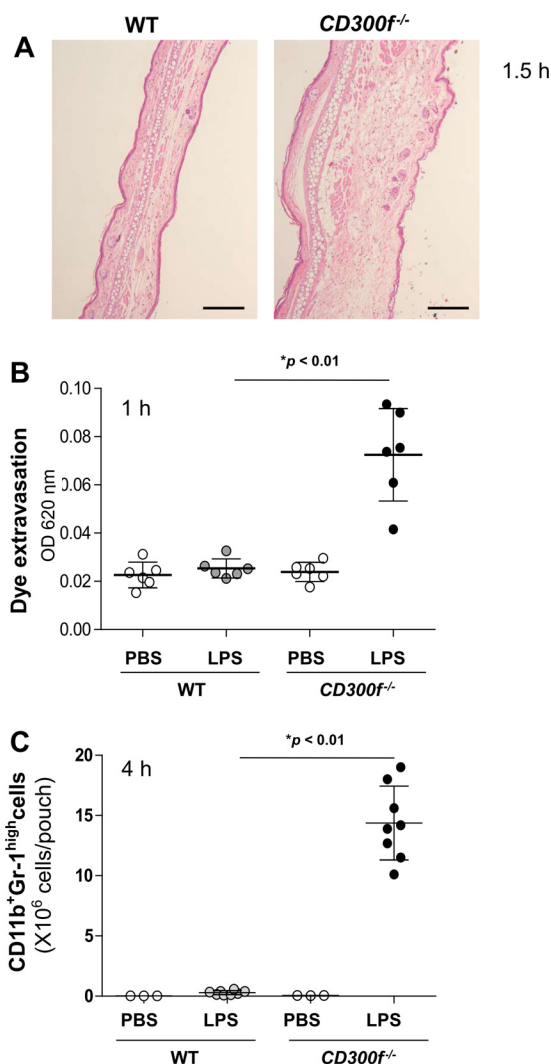 WT CD300f-/-
A
1.5 h
B
*p < 0.01
1 h
0.10
0.08
0.06
0.04
0.02
0.00
Dye extravasation
OD 620 nm
PBS LPS PBS LPS
WT CD300f-/-
C
*p < 0.01
4 h
20
15
10
5
0
CD11b+Gr-1highcells
(X10^6 cells/pouch)
PBS LPS PBS LPS
WT CD300f-/-